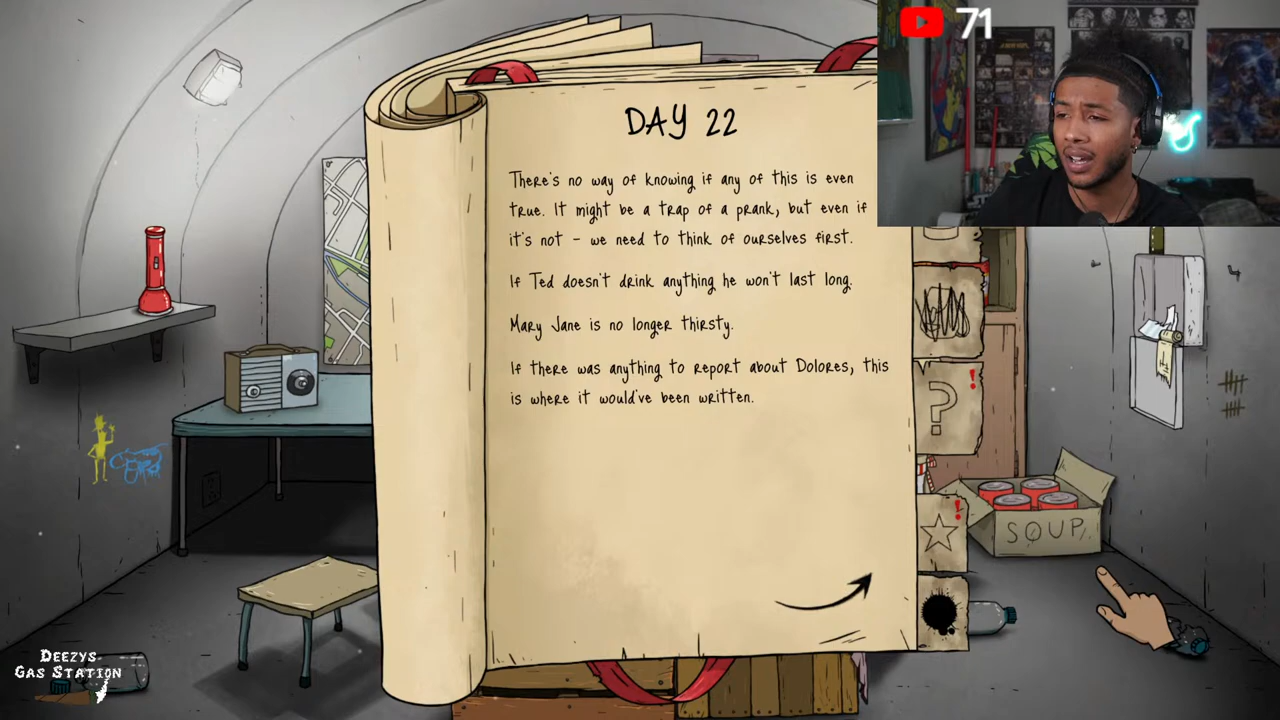 71
DAY 22
There's no way of knowing if any of this is even
true. It might be a trap of a prank, but even if
it's not - we need to think of ourselves first.
If Ted doesn't drink anything he won't last long.
Mary Jane is no longer thirsty.
If there was anything to report about Dolores, this
is where it would've been written.
?
!
!
SOUP
DEEZYS
GAS STATION